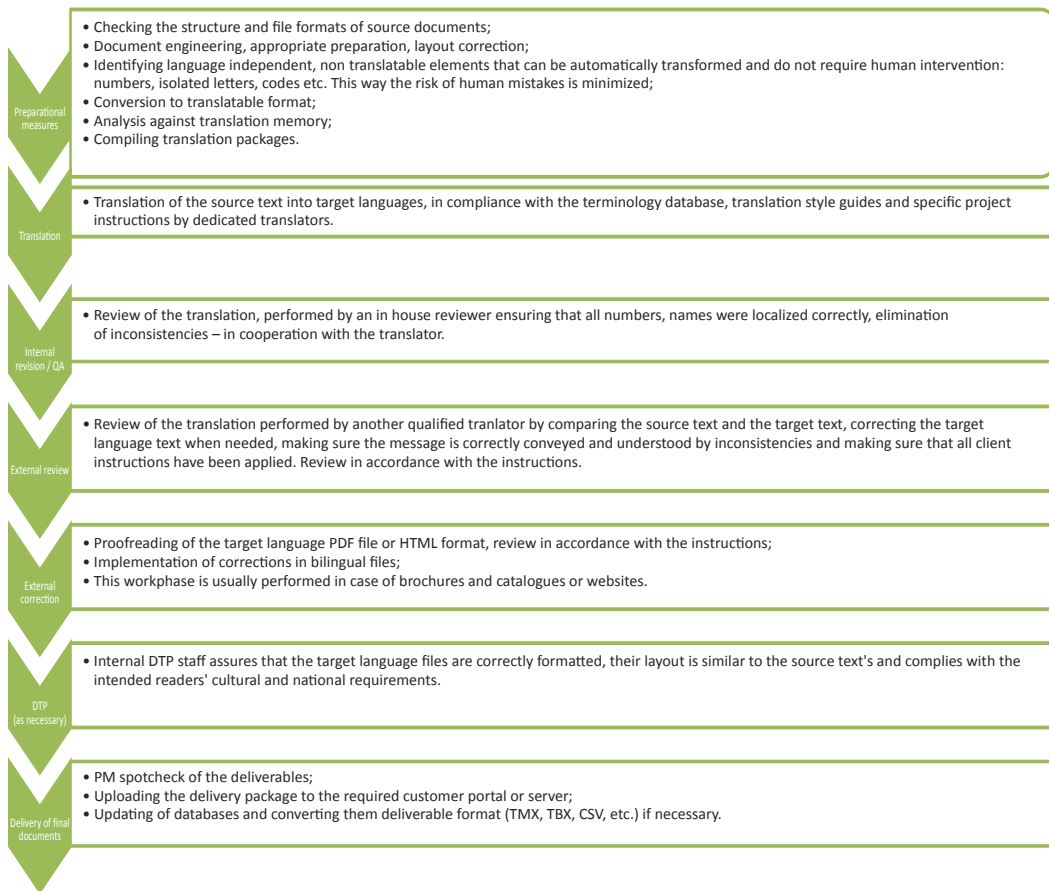 Preparational
measures
• Checking the structure and file formats of source documents;
• Document engineering, appropriate preparation, layout correction;
• Identifying language independent, non translatable elements that can be automatically transformed and do not require human intervention:
numbers, isolated letters, codes etc. This way the risk of human mistakes is minimized;
• Conversion to translatable format;
• Analysis against translation memory;
• Compiling translation packages.
Translation
• Translation of the source text into target languages, in compliance with the terminology database, translation style guides and specific project
instructions by dedicated translators.
Internal
revision / QA
• Review of the translation, performed by an in house reviewer ensuring that all numbers, names were localized correctly, elimination
of inconsistencies – in cooperation with the translator.
External review
• Review of the translation performed by another qualified tranlator by comparing the source text and the target text, correcting the target
language text when needed, making sure the message is correctly conveyed and understood by inconsistencies and making sure that all client
instructions have been applied. Review in accordance with the instructions.
External
correction
• Proofreading of the target language PDF file or HTML format, review in accordance with the instructions;
• Implementation of corrections in bilingual files;
• This workphase is usually performed in case of brochures and catalogues or websites.
DTP
(as necessary)
• Internal DTP staff assures that the target language files are correctly formatted, their layout is similar to the source text's and complies with the
intended readers' cultural and national requirements.
Delivery of final
documents
• PM spotcheck of the deliverables;
• Uploading the delivery package to the required customer portal or server;
• Updating of databases and converting them deliverable format (TMX, TBX, CSV, etc.) if necessary.